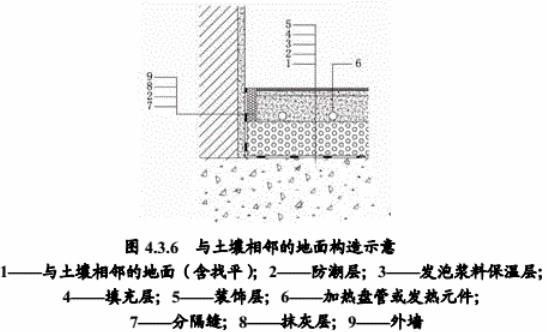 5
4
3
2
1
6
9
8
2
7
图 4.3.6 与土壤相邻的地面构造示意
1——与土壤相邻的地面（含找平）；2——防潮层；3——发泡浆料保温层；
4——填充层；5——装饰层；6——加热盘管或发热元件；
7——分隔缝；8——抹灰层；9——外墙